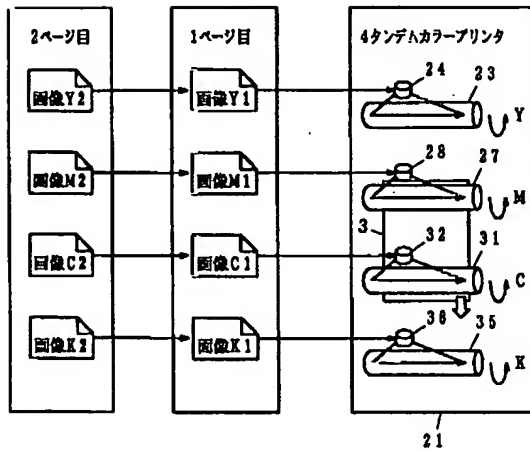 2ページ目
1ページ目
4タンデムカラープリンタ
24
23
画像Y2
画像Y1
Y
28
27
画像M2
画像M1
M
3
32
31
画像C2
画像C1
C
36
35
画像K2
画像K1
K
21